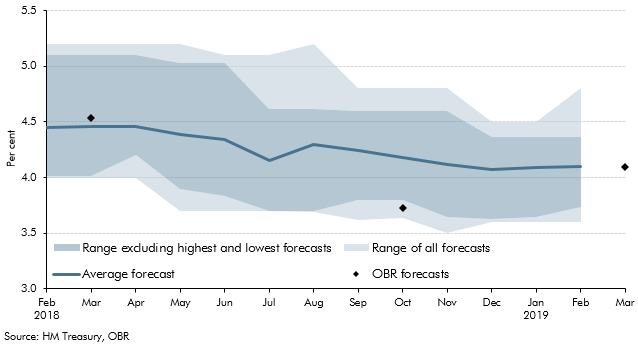 5.5
5.0
4.5
4.0
3.5
3.0
Per cent
Range excluding highest and lowest forecasts
Range of all forecasts
Average forecast
OBR forecasts
Feb Mar Apr May Jun Jul Aug Sep Oct Nov Dec Jan Feb Mar
2018 2019
Source: HM Treasury, OBR